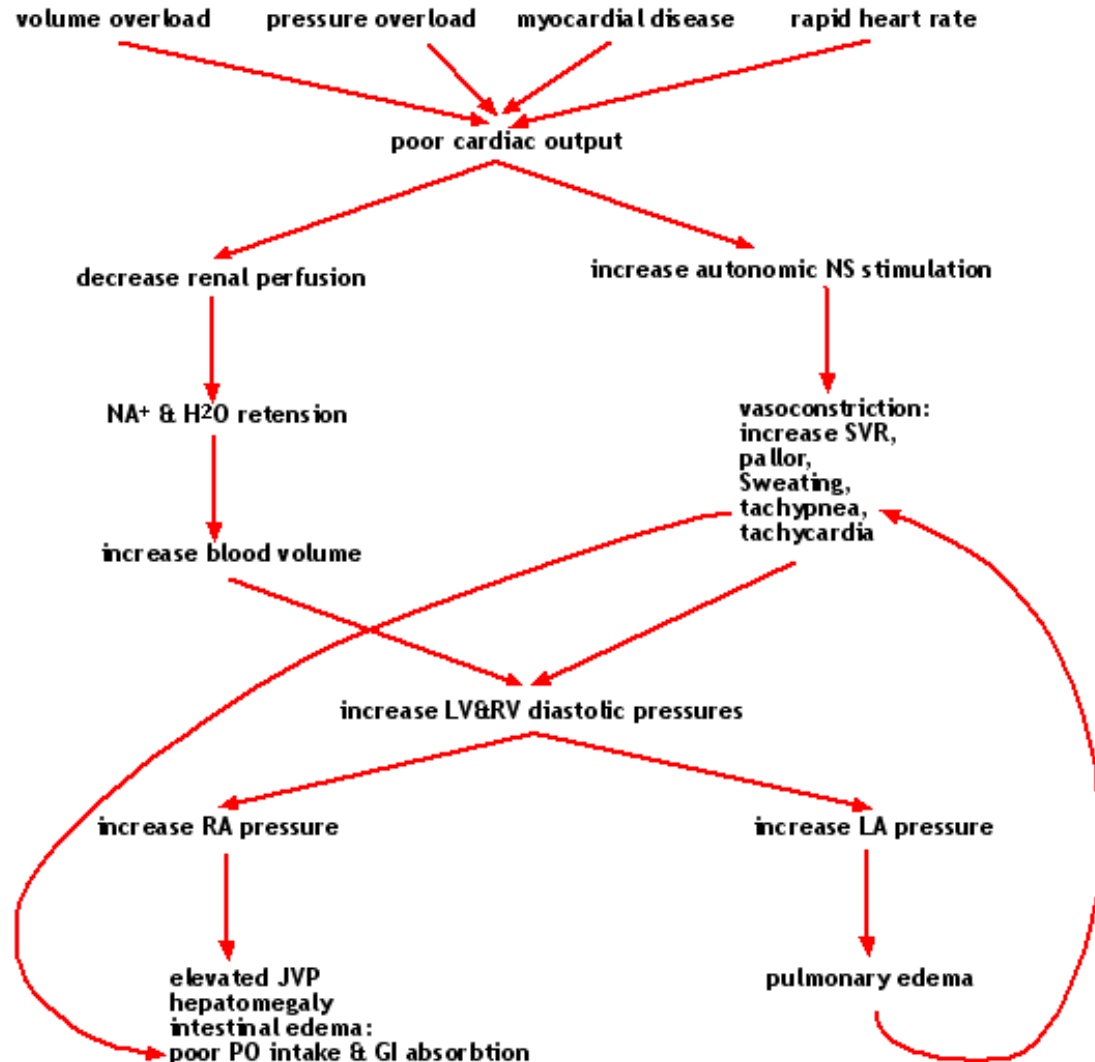 volume overload
pressure overload
myocardial disease
rapid heart rate
poor cardiac output
decrease renal perfusion
increase autonomic NS stimulation
NA⁺ & H²O retension
vasoconstriction:
increase SVR,
pallor,
Sweating,
tachypnea,
tachycardia
increase blood volume
increase LV&RV diastolic pressures
increase RA pressure
increase LA pressure
elevated JVP
hepatomegaly
intestinal edema:
poor PO intake & GI absorbtion
pulmonary edema